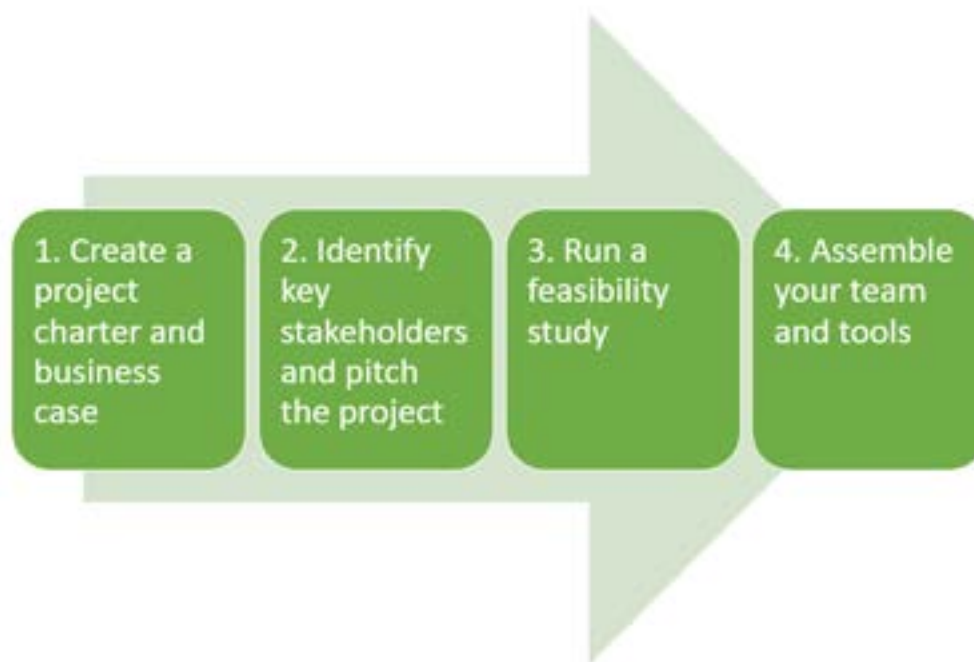 1. Create a
project
charter and
business
case
2. Identify
key
stakeholders
and pitch
the project
3. Run a
feasibility
study
4. Assemble
your team
and tools